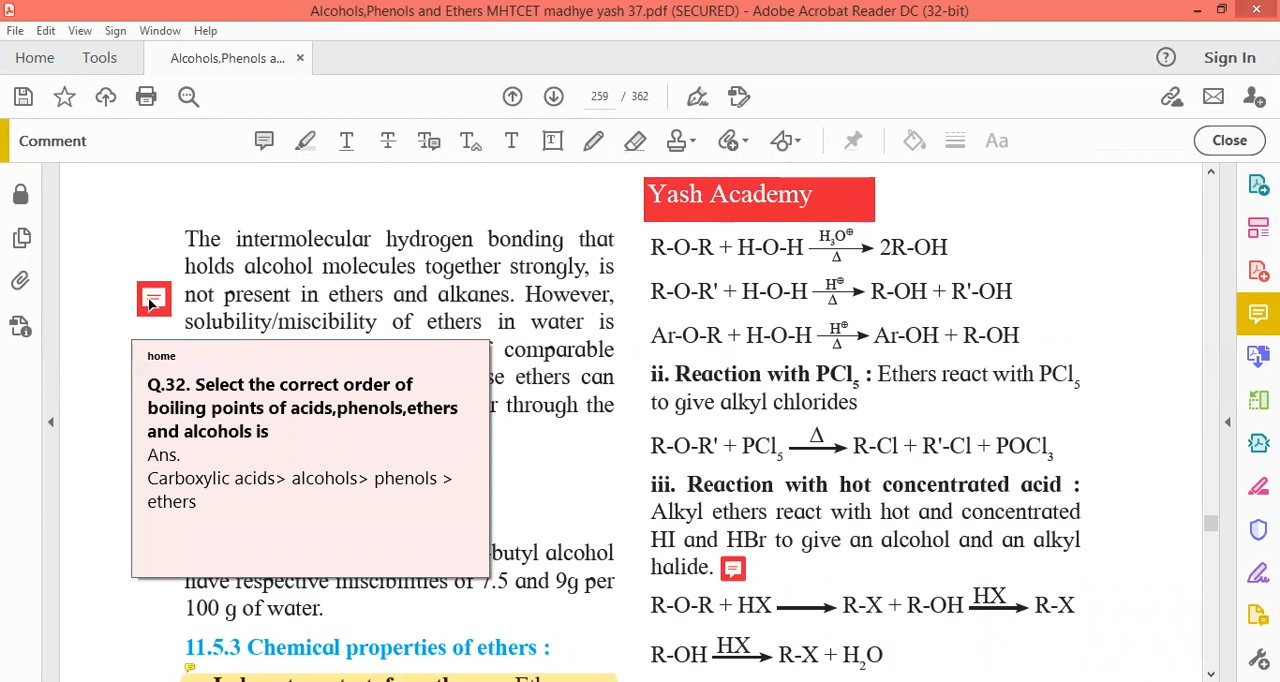 Alcohols,Phenols and Ethers MHTCET madhye yash 37.pdf (SECURED) - Adobe Acrobat Reader DC (32-bit)
File Edit View Sign Window Help
Home Tools Alcohols,Phenols a... × Sign In
259 / 362
Comment Close
The intermolecular hydrogen bonding that
holds alcohol molecules together strongly, is
not present in ethers and alkanes. However,
solubility/miscibility of ethers in water is
comparable
se ethers can
r through the
home
Q.32. Select the correct order of
boiling points of acids,phenols,ethers
and alcohols is
Ans.
Carboxylic acids> alcohols> phenols >
ethers
-butyl alcohol
have respective miscibilities of 7.5 and 9g per
100 g of water.
11.5.3 Chemical properties of ethers :
Yash Academy
R-O-R + H-O-H H₃O⊕ Δ → 2R-OH
R-O-R' + H-O-H H⊕ Δ → R-OH + R'-OH
Ar-O-R + H-O-H H⊕ Δ → Ar-OH + R-OH
ii. Reaction with PCl₅ : Ethers react with PCl₅
to give alkyl chlorides
R-O-R' + PCl₅ Δ → R-Cl + R'-Cl + POCl₃
iii. Reaction with hot concentrated acid :
Alkyl ethers react with hot and concentrated
HI and HBr to give an alcohol and an alkyl
halide.
R-O-R + HX → R-X + R-OH HX → R-X
R-OH HX → R-X + H₂O